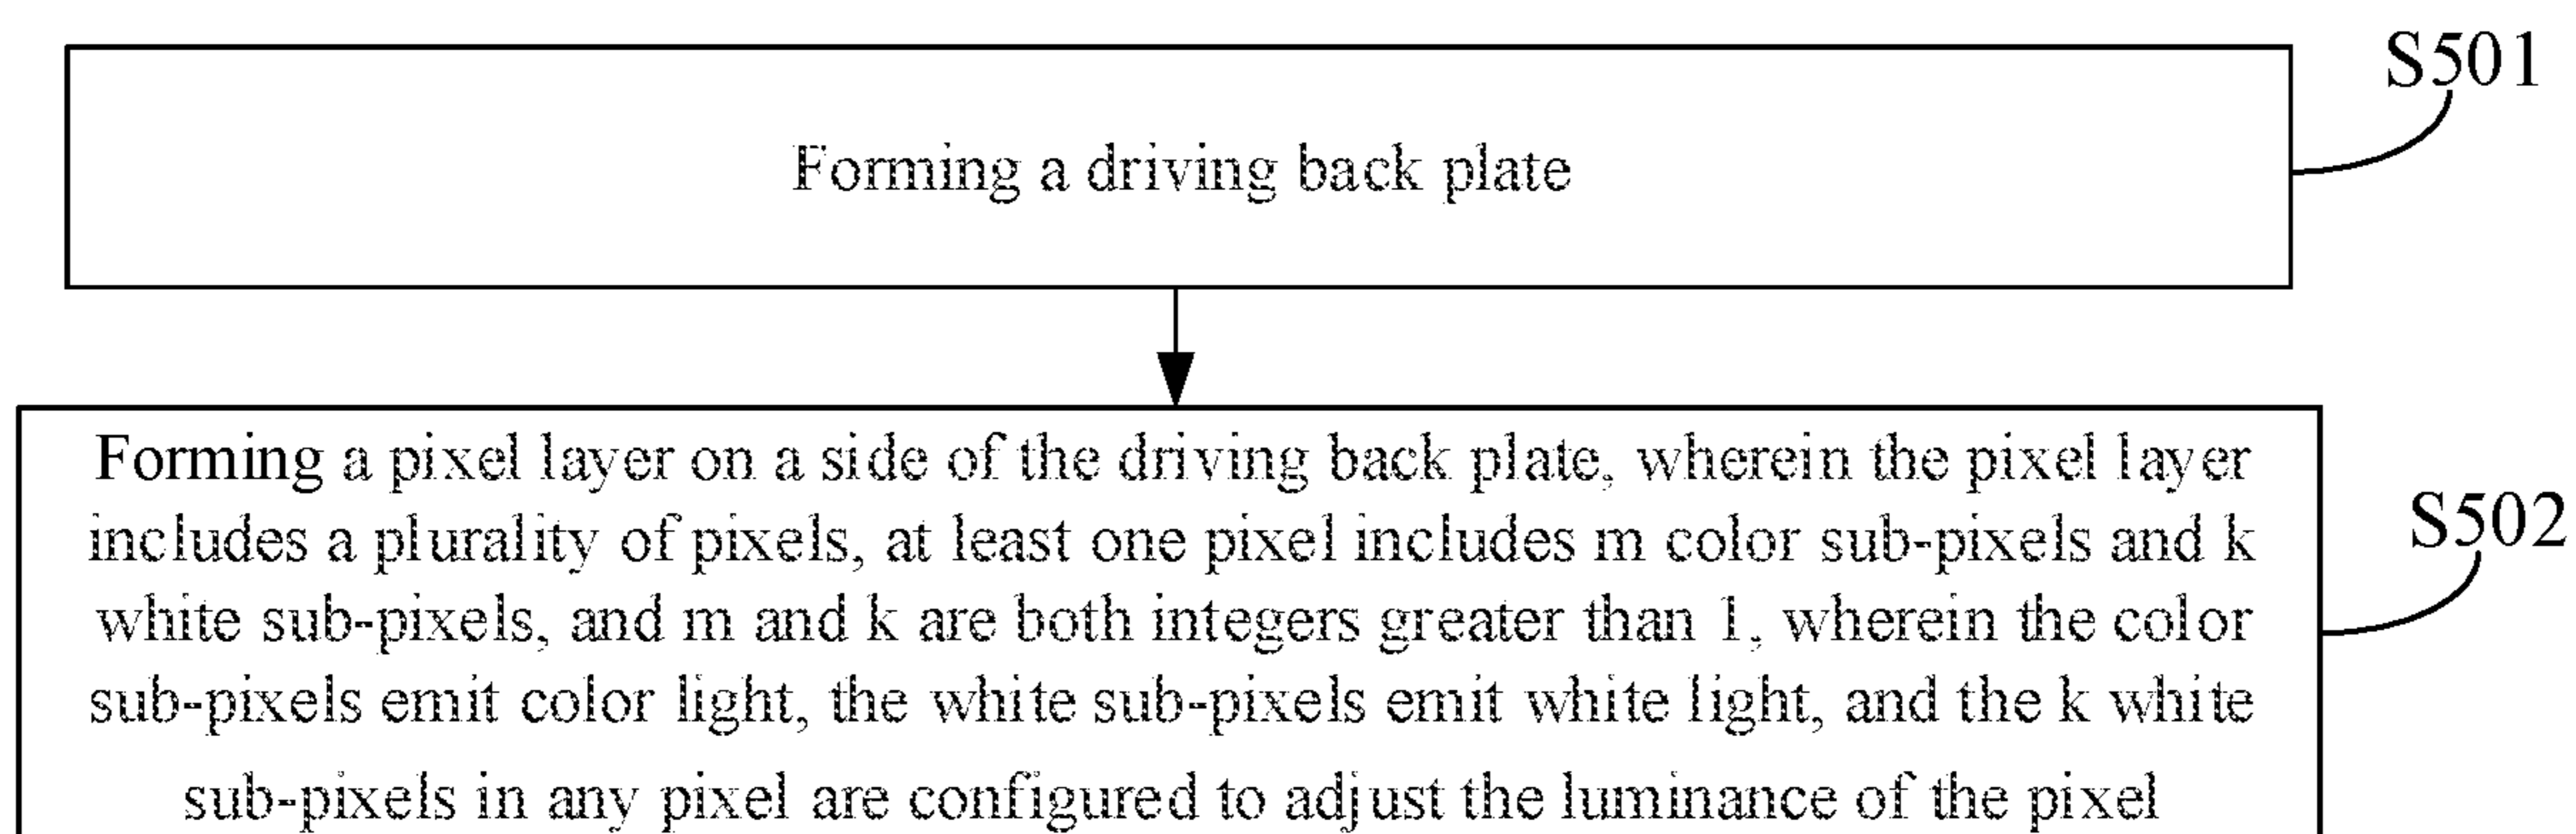 S501
Forming a driving back plate
Forming a pixel layer on a side of the driving back plate, wherein the pixel layer
includes a plurality of pixels, at least one pixel includes m color sub-pixels and k
S502
white sub-pixels, and m and k are both integers greater than 1, wherein the color
sub-pixels emit color light, the white sub-pixels emit white light, and the k white
sub-pixels in any pixel are configured to adjust the luminance of the pixel